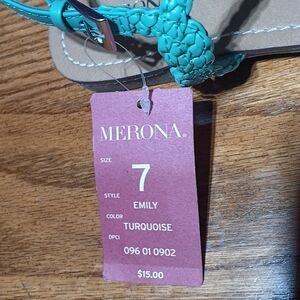 MERONA®
SIZE
7
STYLE EMILY
COLOR TURQUOISE
DPCI
096 01 0902
$15.00